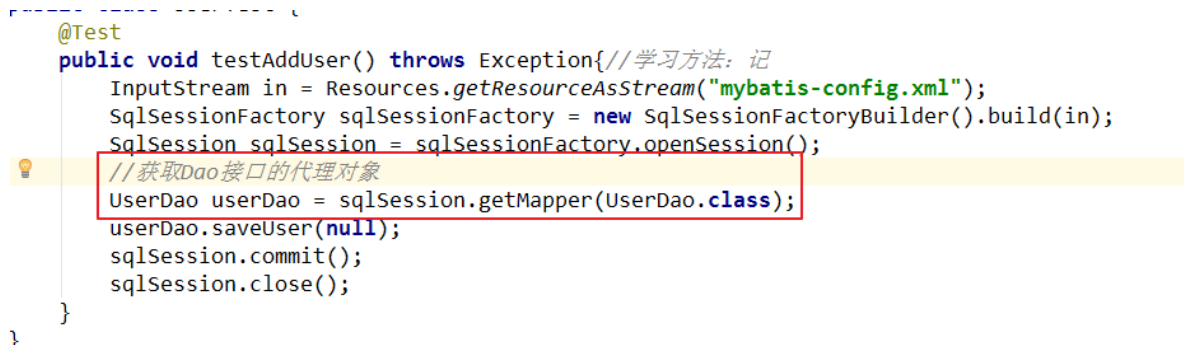 @Test
public void testAddUser() throws Exception{//学习方法：记
InputStream in = Resources.getResourceAsStream("mybatis-config.xml");
SqlSessionFactory sqlSessionFactory = new SqlSessionFactoryBuilder().build(in);
SqlSession sqlSession = sqlSessionFactory.openSession();
//获取Dao接口的代理对象
UserDao userDao = sqlSession.getMapper(UserDao.class);
userDao.saveUser(null);
sqlSession.commit();
sqlSession.close();
}
}